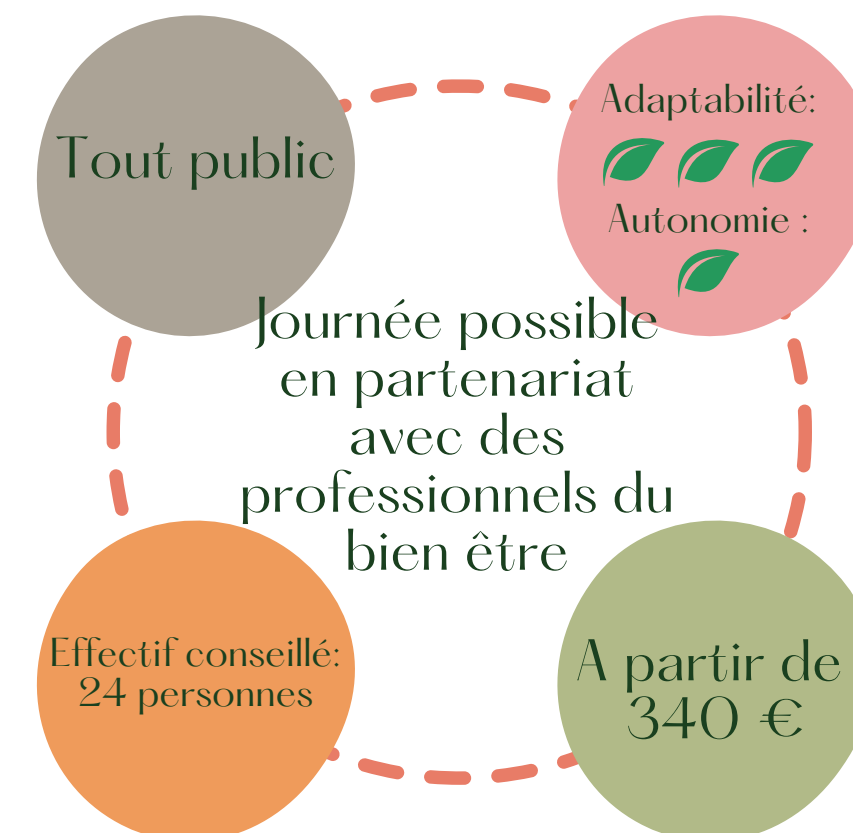 Tout public
Adaptabilité:
Autonomie :
Journée possible
en partenariat
avec des
professionnels du
bien être
Effectif conseillé:
24 personnes
A partir de
340 €